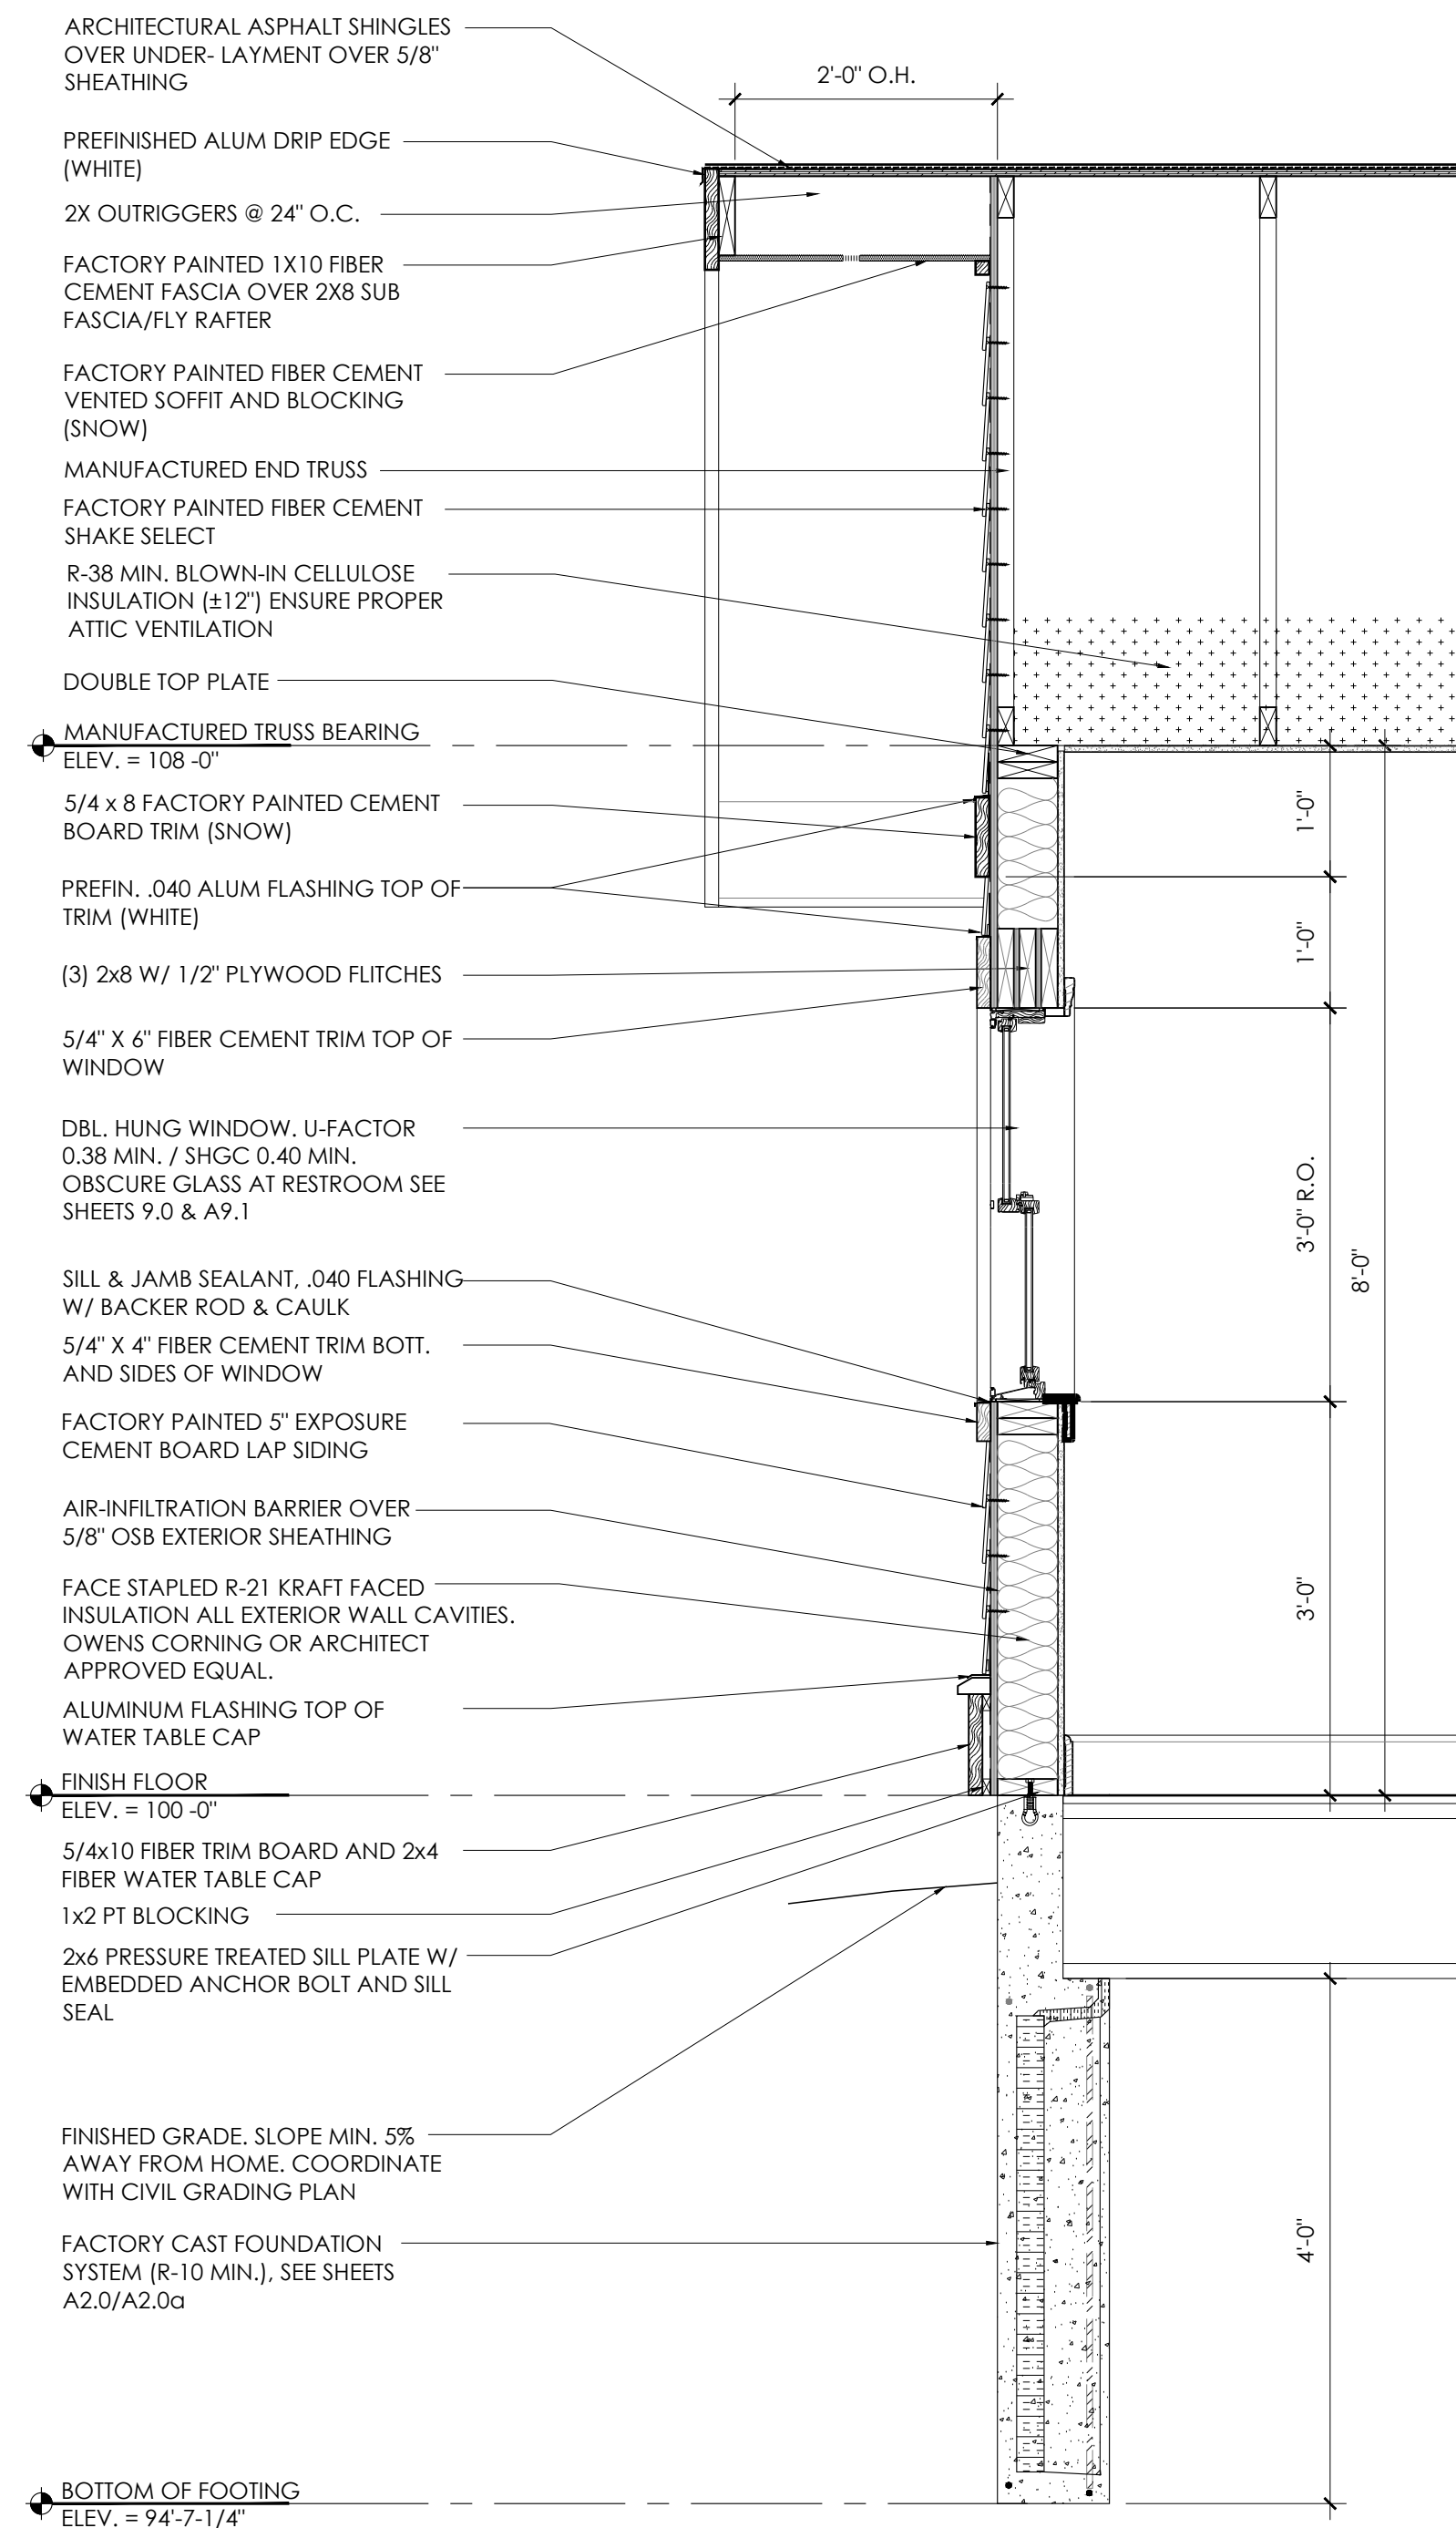 ARCHITECTURAL ASPHALT SHINGLES
OVER UNDER- LAYMENT OVER 5/8"
SHEATHING
2'-0" O.H.
PREFINISHED ALUM DRIP EDGE
(WHITE)
2X OUTRIGGERS @ 24" O.C.
FACTORY PAINTED 1X10 FIBER
CEMENT FASCIA OVER 2X8 SUB
FASCIA/FLY RAFTER
FACTORY PAINTED FIBER CEMENT
VENTED SOFFIT AND BLOCKING
(SNOW)
MANUFACTURED END TRUSS
FACTORY PAINTED FIBER CEMENT
SHAKE SELECT
R-38 MIN. BLOWN-IN CELLULOSE
INSULATION (±12") ENSURE PROPER
ATTIC VENTILATION
DOUBLE TOP PLATE
MANUFACTURED TRUSS BEARING
ELEV. = 108 -0"
5/4 x 8 FACTORY PAINTED CEMENT
BOARD TRIM (SNOW)
1'-0"
PREFIN. .040 ALUM FLASHING TOP OF
TRIM (WHITE)
1'-0"
(3) 2x8 W/ 1/2" PLYWOOD FLITCHES
5/4" X 6" FIBER CEMENT TRIM TOP OF
WINDOW
DBL. HUNG WINDOW. U-FACTOR
0.38 MIN. / SHGC 0.40 MIN.
OBSCURE GLASS AT RESTROOM SEE
SHEETS 9.0 & A9.1
3'-0" R.O.
8'-0"
SILL & JAMB SEALANT, .040 FLASHING
W/ BACKER ROD & CAULK
5/4" X 4" FIBER CEMENT TRIM BOTT.
AND SIDES OF WINDOW
FACTORY PAINTED 5" EXPOSURE
CEMENT BOARD LAP SIDING
AIR-INFILTRATION BARRIER OVER
5/8" OSB EXTERIOR SHEATHING
FACE STAPLED R-21 KRAFT FACED
INSULATION ALL EXTERIOR WALL CAVITIES.
OWENS CORNING OR ARCHITECT
APPROVED EQUAL.
3'-0"
ALUMINUM FLASHING TOP OF
WATER TABLE CAP
FINISH FLOOR
ELEV. = 100 -0"
5/4x10 FIBER TRIM BOARD AND 2x4
FIBER WATER TABLE CAP
1x2 PT BLOCKING
2x6 PRESSURE TREATED SILL PLATE W/
EMBEDDED ANCHOR BOLT AND SILL
SEAL
FINISHED GRADE. SLOPE MIN. 5%
AWAY FROM HOME. COORDINATE
WITH CIVIL GRADING PLAN
FACTORY CAST FOUNDATION
SYSTEM (R-10 MIN.), SEE SHEETS
A2.0/A2.0a
4'-0"
BOTTOM OF FOOTING
ELEV. = 94'-7-1/4"